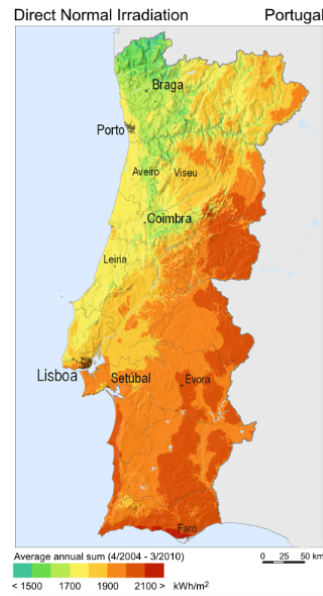 Direct Normal Irradiation Portugal
Braga
Porto
Aveiro Viseu
Coimbra
Leiria
Lisboa Setúbal Evora
Faro
Average annual sum (4/2004 - 3/2010) 0 25 50 km
< 1500 1700 1900 2100 > kWh/m²